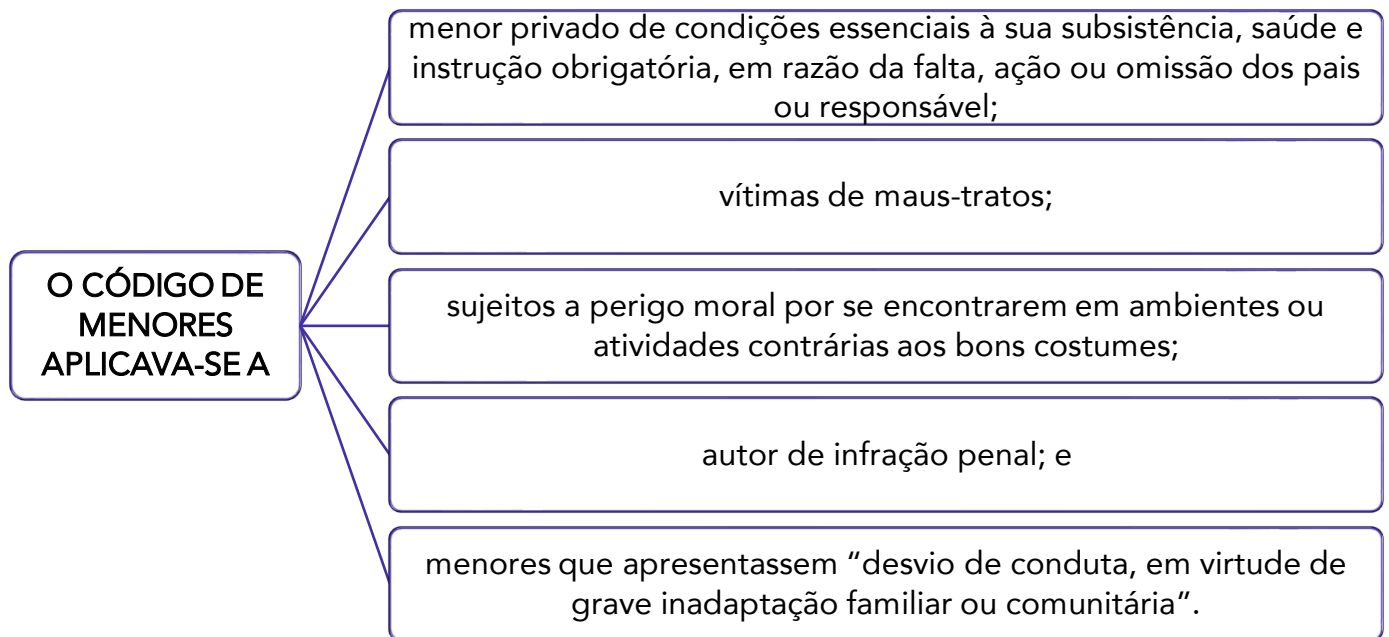 O CÓDIGO DE
MENORES
APLICAVA-SE A
menor privado de condições essenciais à sua subsistência, saúde e
instrução obrigatória, em razão da falta, ação ou omissão dos pais
ou responsável;
vítimas de maus-tratos;
sujeitos a perigo moral por se encontrarem em ambientes ou
atividades contrárias aos bons costumes;
autor de infração penal; e
menores que apresentassem “desvio de conduta, em virtude de
grave inadaptação familiar ou comunitária”.